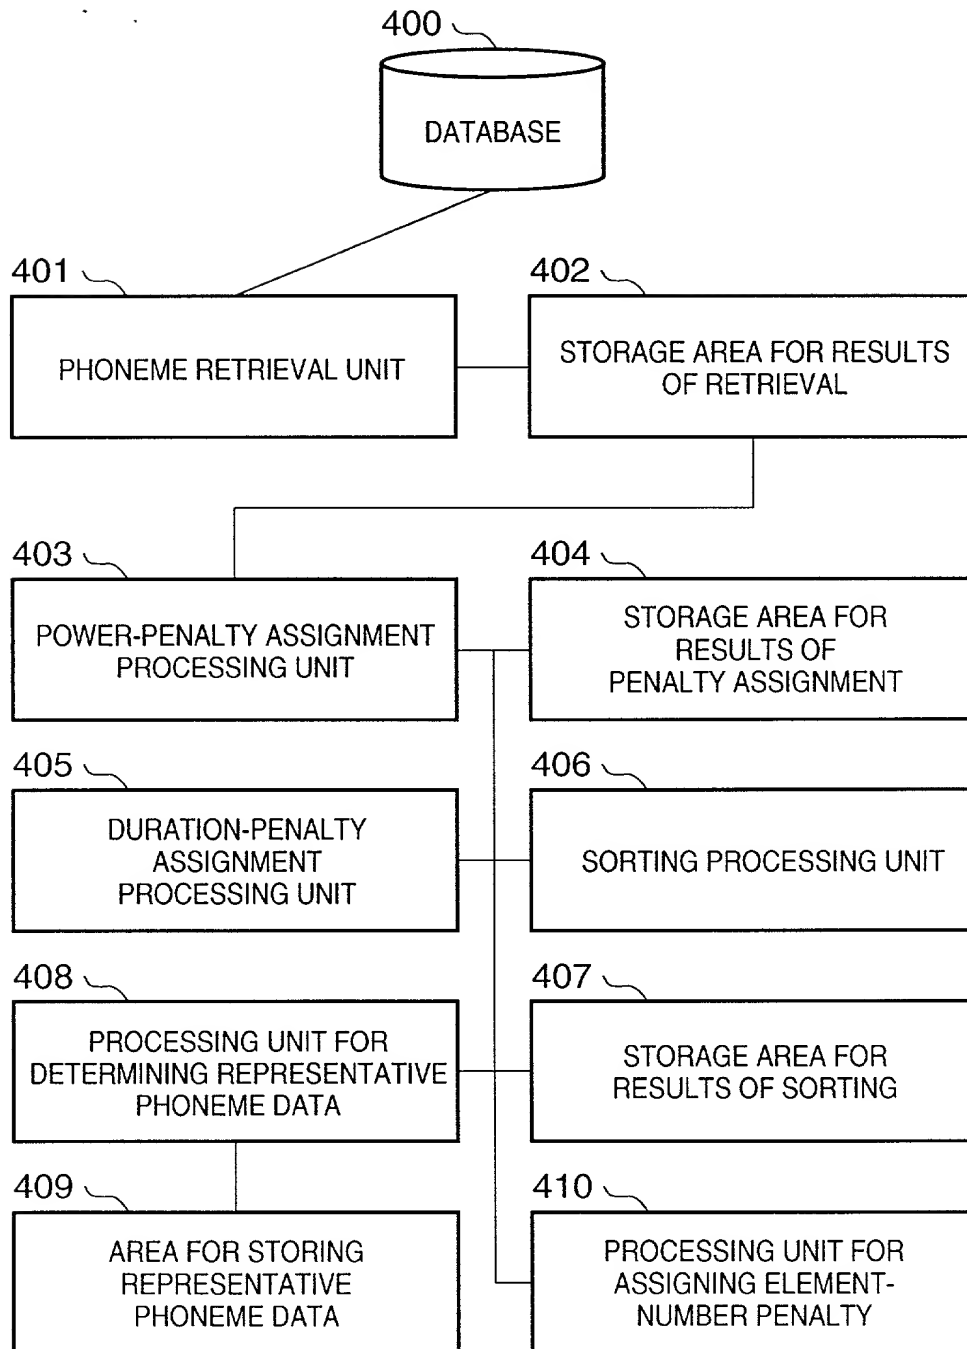 400
DATABASE
401
402
PHONEME RETRIEVAL UNIT
STORAGE AREA FOR RESULTS
OF RETRIEVAL
403
404
POWER-PENALTY ASSIGNMENT
PROCESSING UNIT
STORAGE AREA FOR
RESULTS OF
PENALTY ASSIGNMENT
405
406
DURATION-PENALTY
ASSIGNMENT
PROCESSING UNIT
SORTING PROCESSING UNIT
408
407
PROCESSING UNIT FOR
DETERMINING REPRESENTATIVE
PHONEME DATA
STORAGE AREA FOR
RESULTS OF SORTING
409
410
AREA FOR STORING
REPRESENTATIVE
PHONEME DATA
PROCESSING UNIT FOR
ASSIGNING ELEMENT-
NUMBER PENALTY